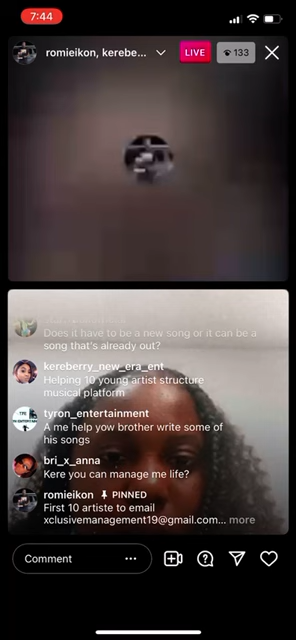 7:44
romieikon, kerebe...
LIVE
133
Does it have to be a new song or it can be a
song that's already out?
kereberry_new_era_ent
Helping 10 young artist structure
musical platform
tyron_entertainment
A me help yow brother write some of
his songs
bri_x_anna
Kere you can manage me life?
romieikon PINNED
First 10 artiste to email
xclusivemanagement19@gmail.com... more
Comment